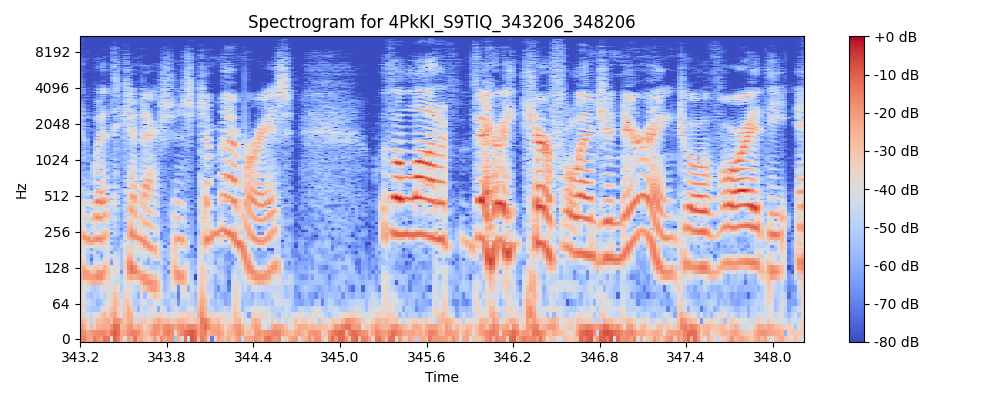 Spectrogram for 4PkKI_S9TIQ_343206_348206
8192
4096
2048
1024
512
256
128
64
0
Hz
343.2 343.8 344.4 345.0 345.6 346.2 346.8 347.4 348.0
Time
+0 dB
-10 dB
-20 dB
-30 dB
-40 dB
-50 dB
-60 dB
-70 dB
-80 dB